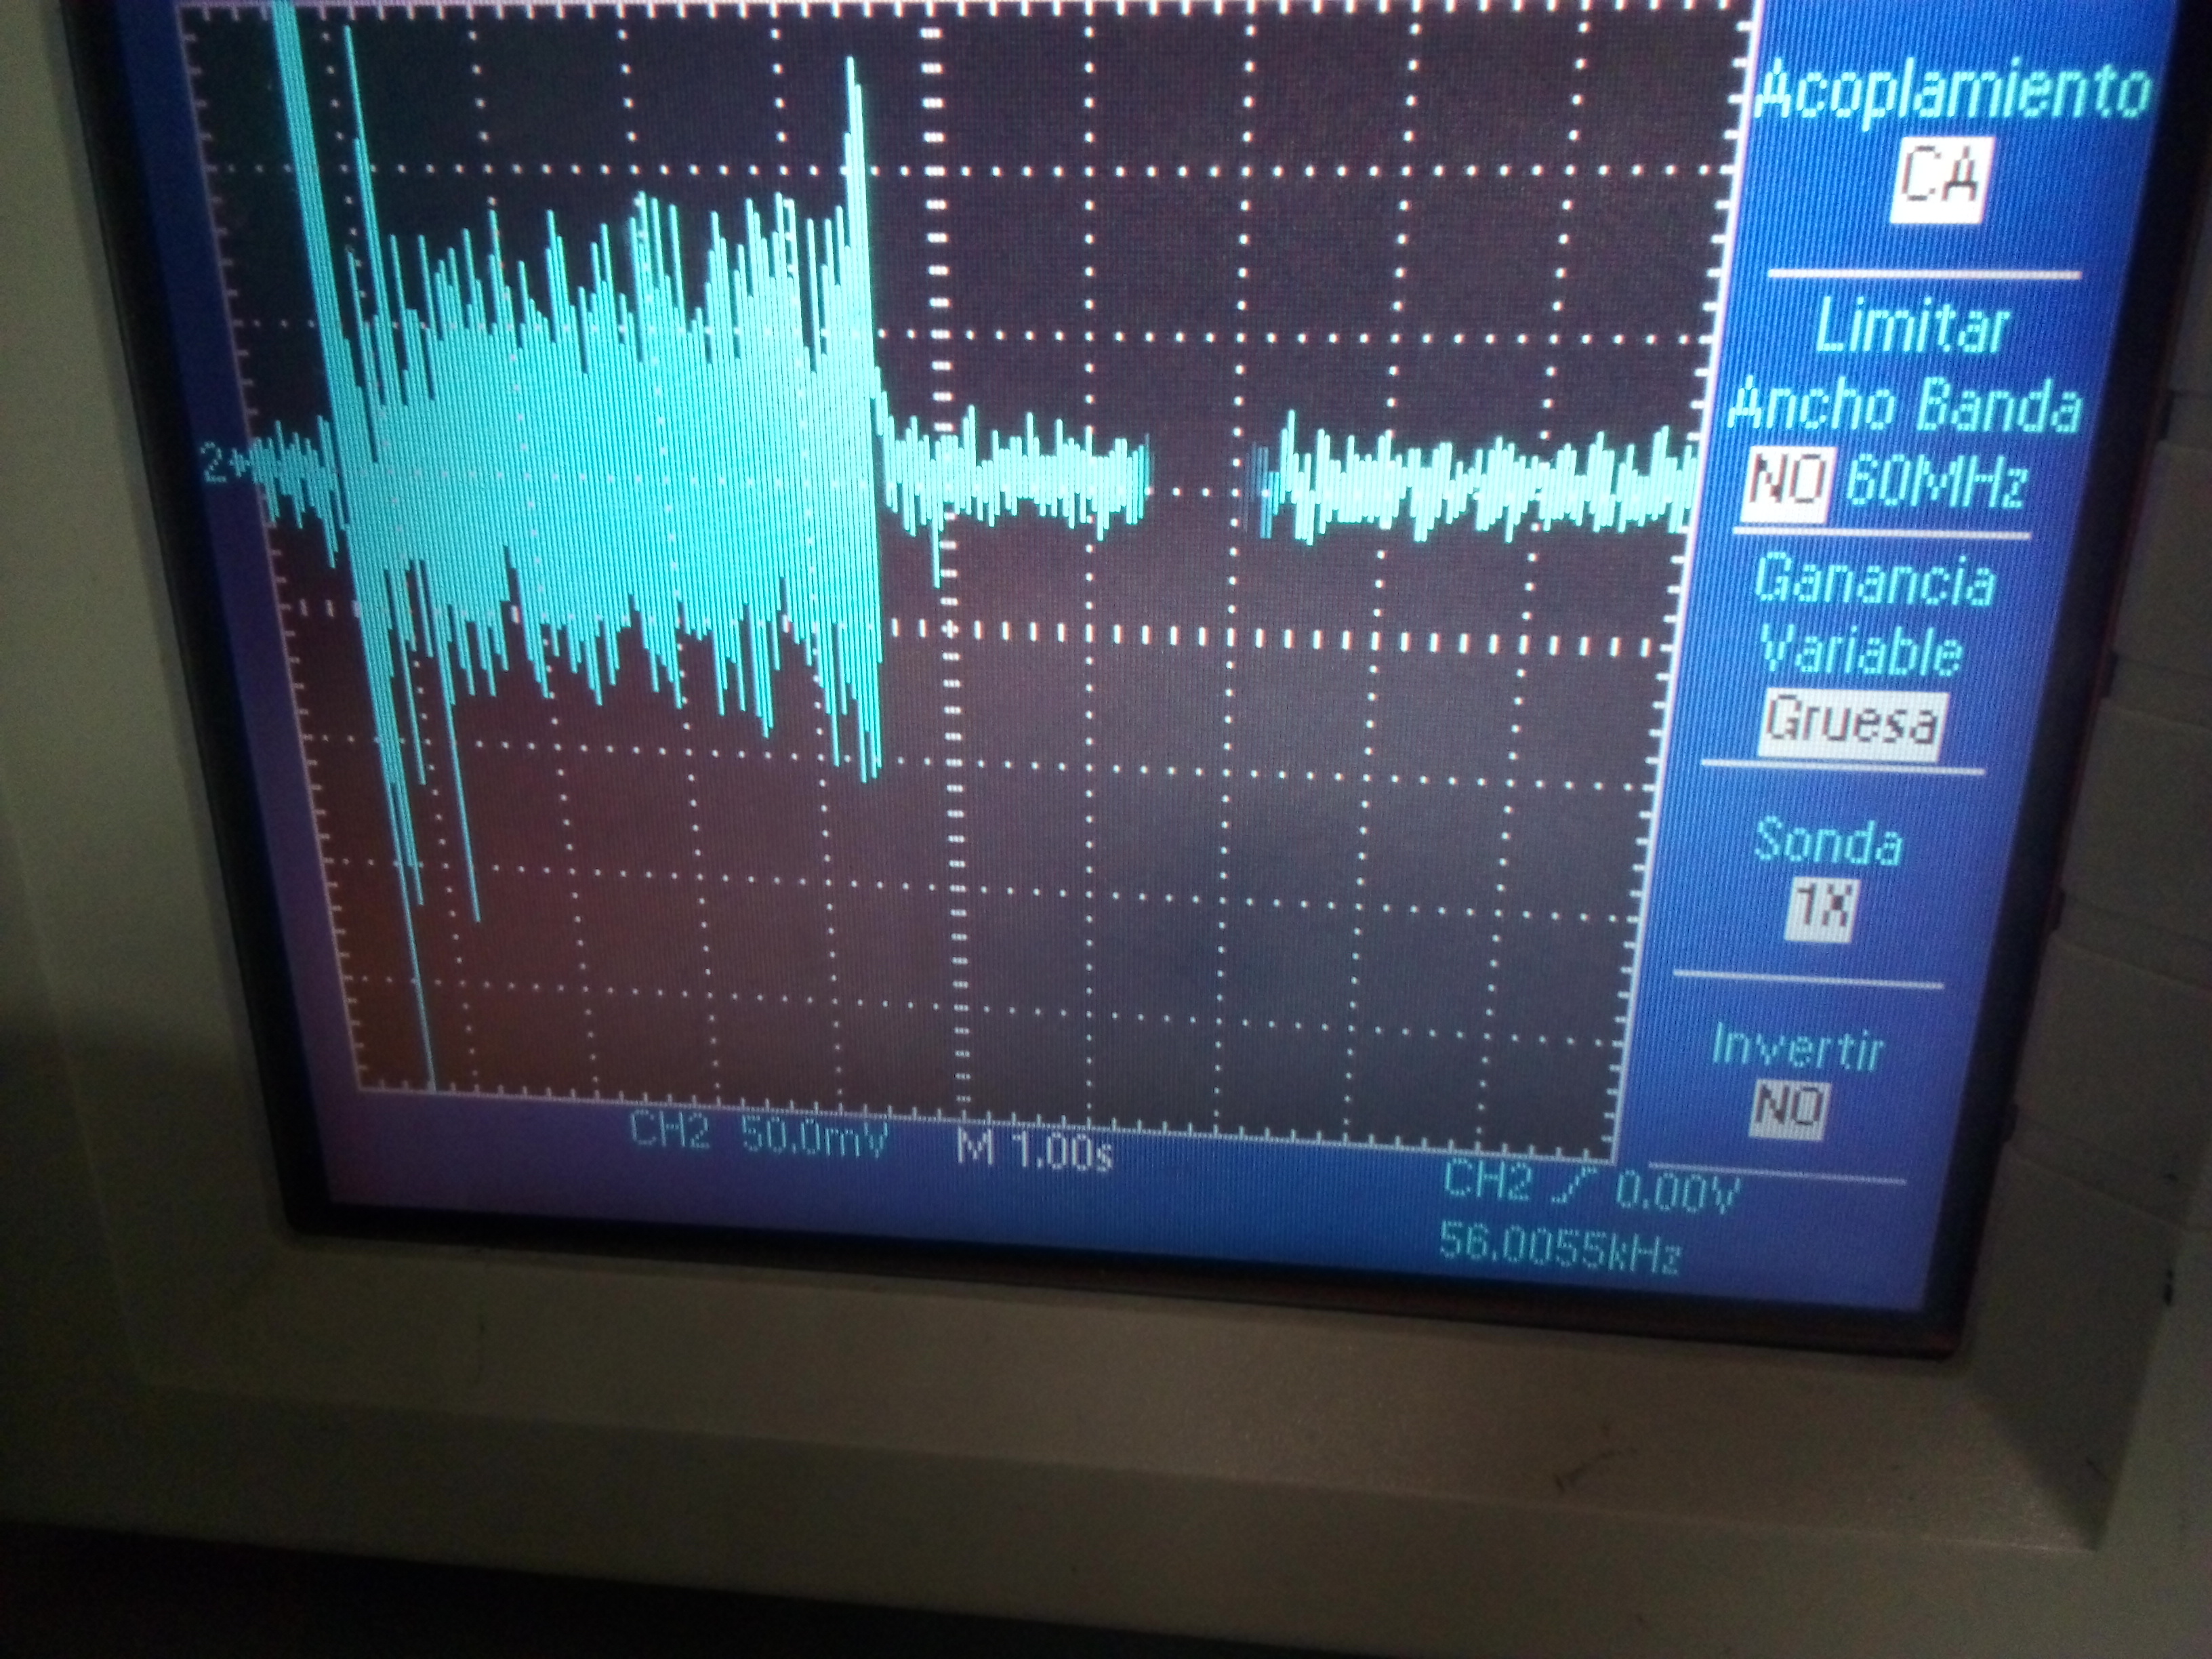 Acoplamiento
CA
Limitar
Ancho Banda
NO 60MHz
Ganancia
Variable
Gruesa
Sonda
1X
Invertir
NO
2
CH2 50.0mV M 1.00s
CH2 0.00V
56.0055kHz